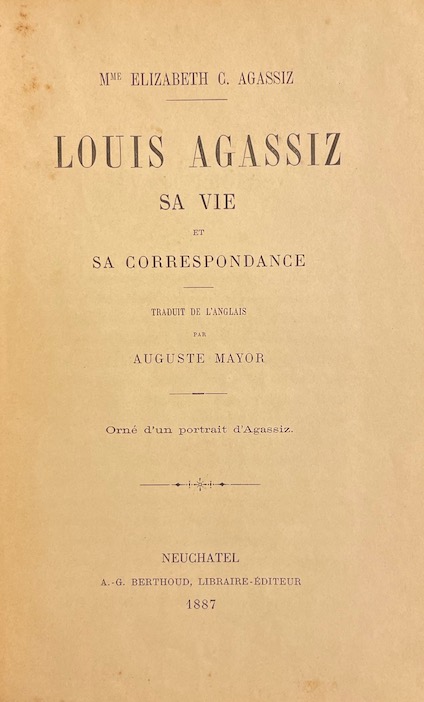 Mme ELIZABETH C. AGASSIZ
LOUIS AGASSIZ
SA VIE
ET
SA CORRESPONDANCE
TRADUIT DE L'ANGLAIS
PAR
AUGUSTE MAYOR
Orné d'un portrait d'Agassiz.
NEUCHATEL
A.-G. BERTHOUD, LIBRAIRE-ÉDITEUR
1887